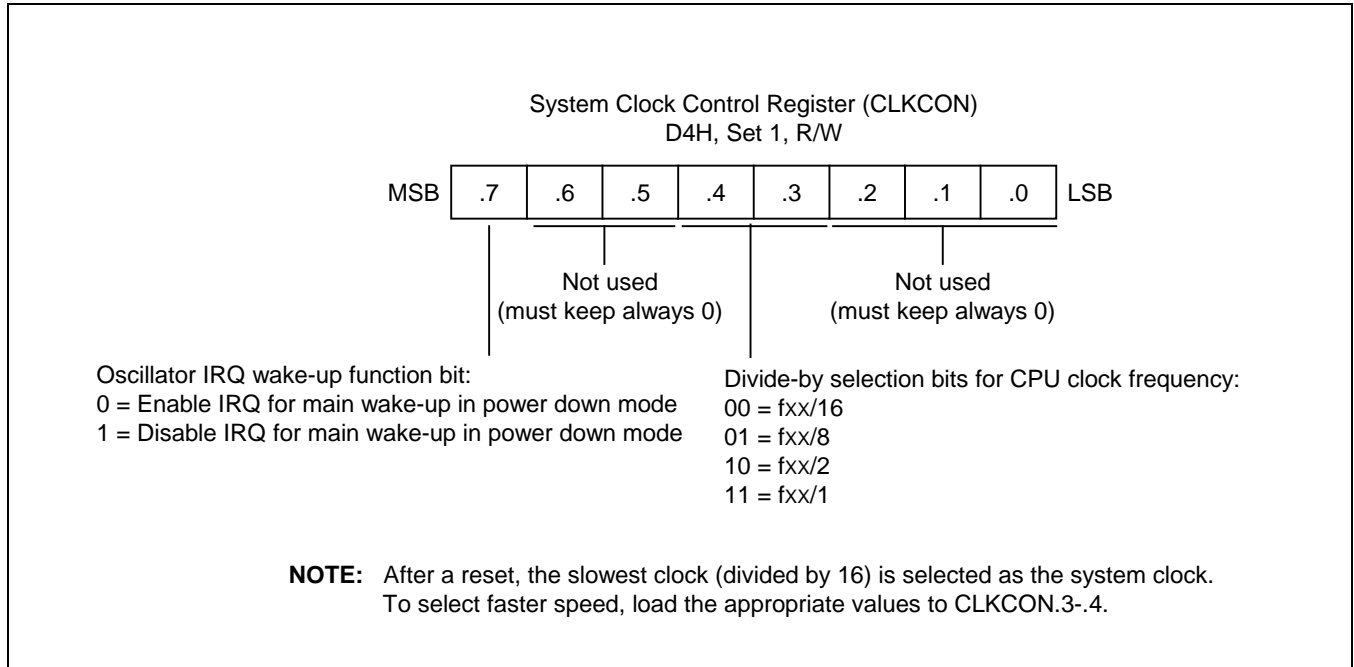 System Clock Control Register (CLKCON)
D4H, Set 1, R/W
MSB .7 .6 .5 .4 .3 .2 .1 .0 LSB
Not used
(must keep always 0)
Not used
(must keep always 0)
Oscillator IRQ wake-up function bit:
0 = Enable IRQ for main wake-up in power down mode
1 = Disable IRQ for main wake-up in power down mode
Divide-by selection bits for CPU clock frequency:
00 = fxx/16
01 = fxx/8
10 = fxx/2
11 = fxx/1
NOTE: After a reset, the slowest clock (divided by 16) is selected as the system clock.
To select faster speed, load the appropriate values to CLKCON.3-.4.